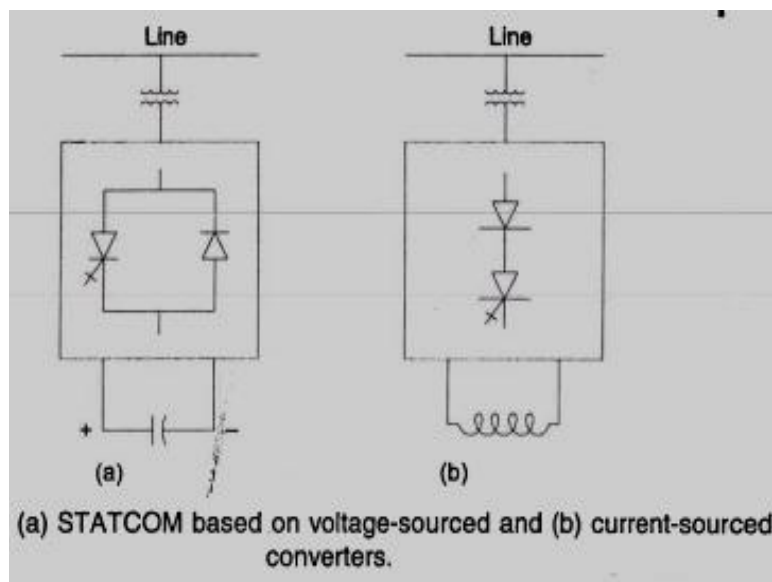 Line Line
+ -
(a) (b)
(a) STATCOM based on voltage-sourced and (b) current-sourced
converters.